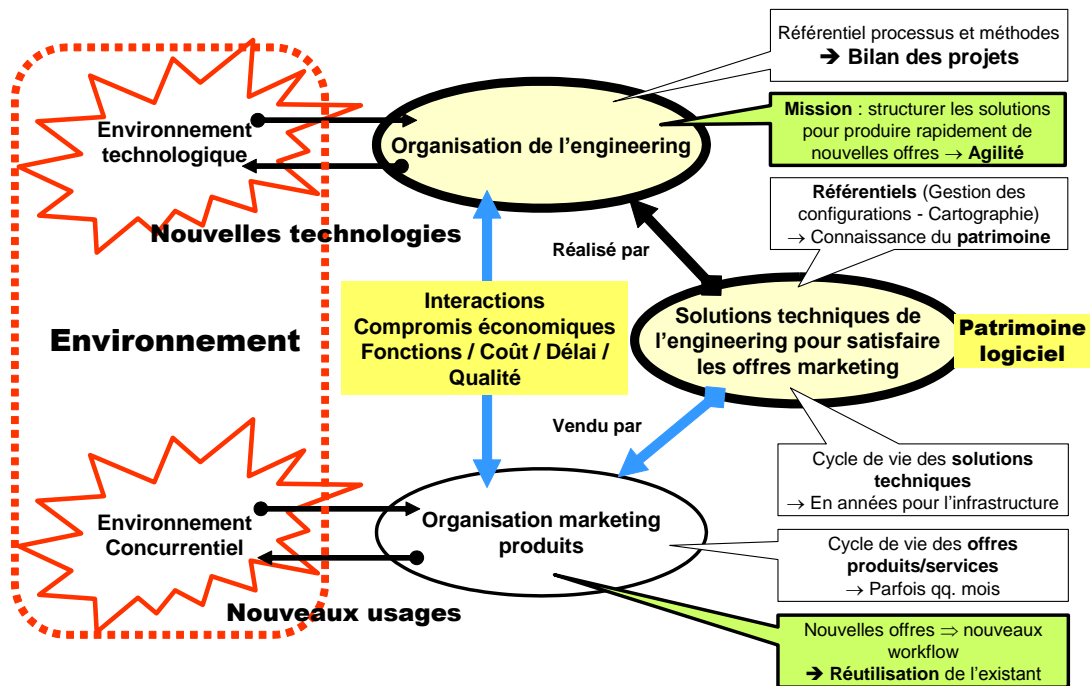 Référentiel processus et méthodes
➔ Bilan des projets
Mission : structurer les solutions
pour produire rapidement de
nouvelles offres → Agilité
Environnement
technologique
Organisation de l'engineering
Nouvelles technologies
Référentiels (Gestion des
configurations - Cartographie)
→ Connaissance du patrimoine
Réalisé par
Environnement
Interactions
Compromis économiques
Fonctions / Coût / Délai /
Qualité
Solutions techniques de
l'engineering pour satisfaire
les offres marketing
Patrimoine
logiciel
Vendu par
Cycle de vie des solutions
techniques
→ En années pour l'infrastructure
Environnement
Concurrentiel
Organisation marketing
produits
Nouveaux usages
Cycle de vie des offres
produits/services
→ Parfois qq. mois
Nouvelles offres ⇒ nouveaux
workflow
➔ Réutilisation de l'existant